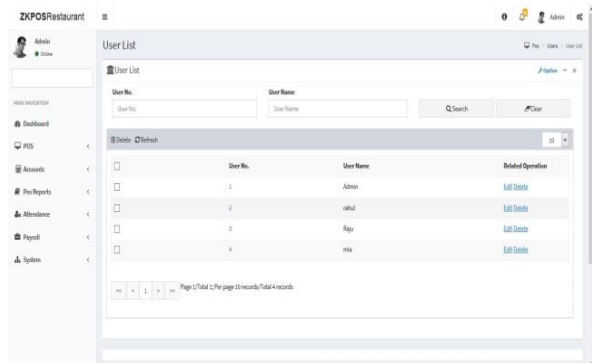 ZKPOSRestaurant
Admin
Admin
Online
User List
Pos - Users - User List
MAIN NAVIGATION
Dashboard
POS
Accounts
Pos Reports
Attendance
Payroll
System
User List
Option
User No.
User Name
User No.
User Name
Search
Clear
Delete Refresh
10
User No. User Name Related Operation
1 Admin Edit Delete
2 rahul Edit Delete
3 Raju Edit Delete
4 mia Edit Delete
<< < 1 > >> Page 1/Total 1; Per page 10 records/Total 4 records